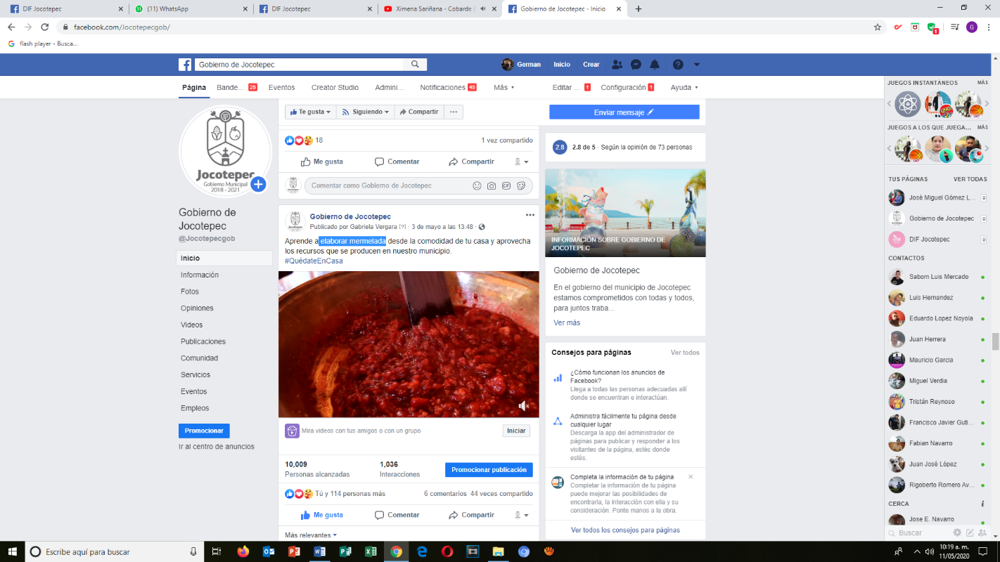 DIF Jocotepec
(11) WhatsApp
DIF Jocotepec
Ximena Sariñana - Cobarde
Gobierno de Jocotepec - Inicio
facebook.com/Jocotepecgob/
1
G
flash player - Busca...
Gobierno de Jocotepec
German
Inicio
Crear
Página
Bande... 25
Eventos
Creator Studio
Admini...
Notificaciones 45
Más
Editar ... 1
Configuración 1
Ayuda
Jocotepec
Gobierno Municipal
2018 - 2021
Gobierno de
Jocotepec
@Jocotepecgob
Inicio
Información
Fotos
Opiniones
Videos
Publicaciones
Comunidad
Servicios
Eventos
Empleos
Promocionar
Ir al centro de anuncios
Te gusta
Siguiendo
Compartir
...
18
1 vez compartido
Me gusta
Comentar
Compartir
Comentar como Gobierno de Jocotepec
GIF
Gobierno de Jocotepec
Publicado por Gabriela Vergara [?] · 3 de mayo a las 13:48 ·
Aprende a elaborar mermelada desde la comodidad de tu casa y aprovecha
los recursos que se producen en nuestro municipio.
#QuédateEnCasa
Mira videos con tus amigos o con un grupo
Iniciar
10,009
Personas alcanzadas
1,036
Interacciones
Promocionar publicación
Tú y 114 personas más
6 comentarios 44 veces compartido
Me gusta
Comentar
Compartir
Más relevantes
Enviar mensaje
2.8
2.8 de 5 · Según la opinión de 73 personas
INFORMACIÓN SOBRE GOBIERNO DE
JOCOTEPEC
Gobierno de Jocotepec
En el gobierno del municipio de Jocotepec
estamos comprometidos con todas y todos,
para juntos traba...
Ver más
Consejos para páginas
Ver todos
¿Cómo funcionan los anuncios de
Facebook?
Llega a todas las personas adecuadas allí
donde se encuentran e interactúan.
Administra fácilmente tu página desde
cualquier lugar
Descarga la app del administrador de
páginas para publicar y responder a los
visitantes de la página, estés donde
estés.
Completa la información de tu página
Completar la información de tu página
puede mejorar las posibilidades de
encontrarla, la interacción con ella y su
consideración. Ponte manos a la obra.
Ver todos los consejos para páginas
JUEGOS INSTANTÁNEOS
MÁS
JUEGOS A LOS QUE JUEGA...
MÁS
TUS PÁGINAS
VER TODAS
José Miguel Gómez L...
Gobierno de Jocotepec
DIF Jocotepec
CONTACTOS
Sabom Luis Mercado
Luis Hernandez
Eduardo Lopez Noyola
Juan Herrera
Mauricio Garcia
Miguel Verdia
Tristán Reynoso
Francisco Javier Guti...
Fabian Navarro
Juan José López
Rigoberto Romero Av...
CERCA
Jose E. Navarro
Buscar
Escribe aquí para buscar
10:19 a. m.
11/05/2020